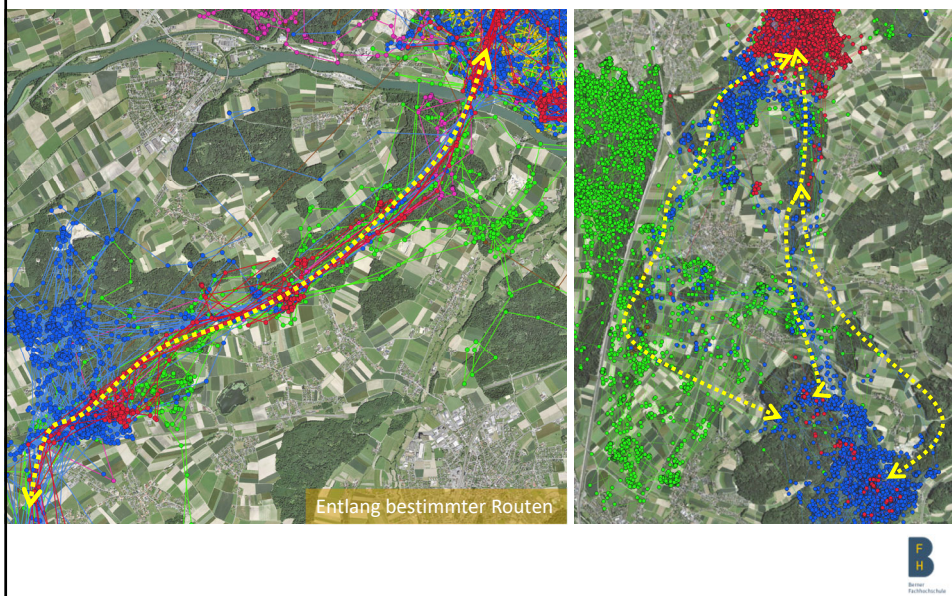 Entlang bestimmter Routen
F
H
Berner
Fachhochschule